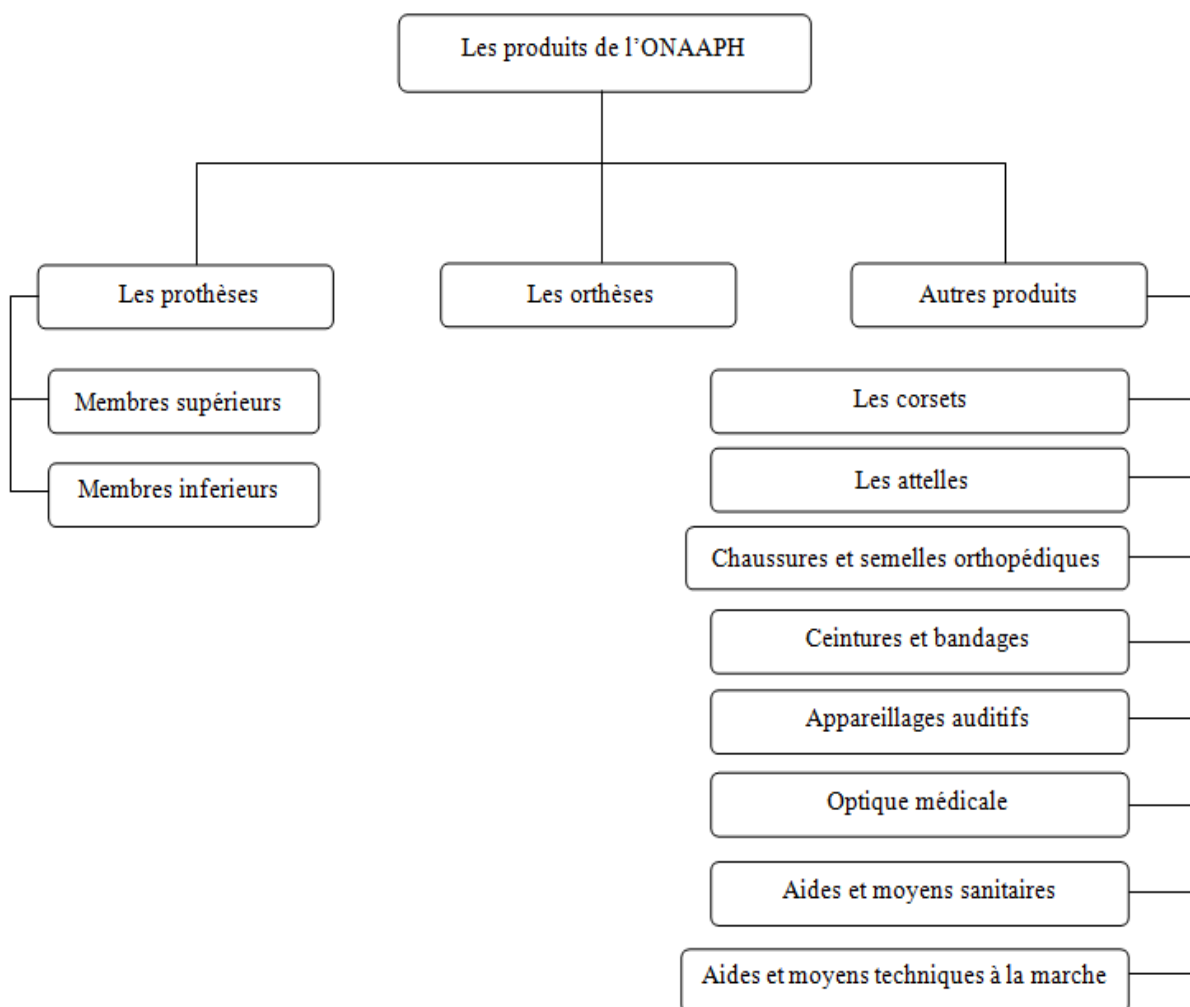 Les produits de l’ONAAPH
Les prothèses
Les orthèses
Autres produits
Membres supérieurs
Membres inferieurs
Les corsets
Les attelles
Chaussures et semelles orthopédiques
Ceintures et bandages
Appareillages auditifs
Optique médicale
Aides et moyens sanitaires
Aides et moyens techniques à la marche